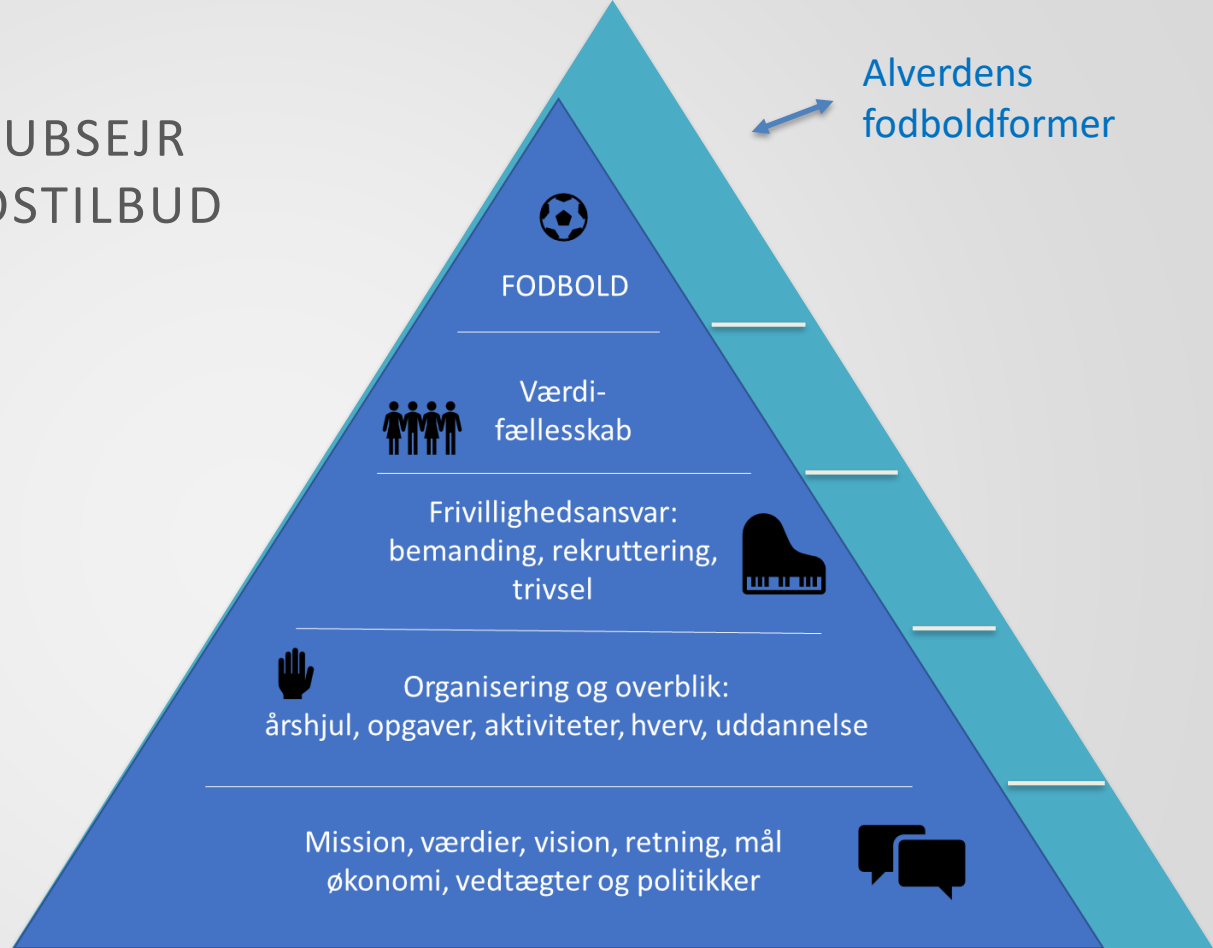 UBSEJR
STILBUD
Alverdens
fodboldformer
FODBOLD
Værdi-
fællesskab
Frivillighedsansvar:
bemanding, rekruttering,
trivsel
Organisering og overblik:
årshjul, opgaver, aktiviteter, hverv, uddannelse
Mission, værdier, vision, retning, mål
økonomi, vedtægter og politikker